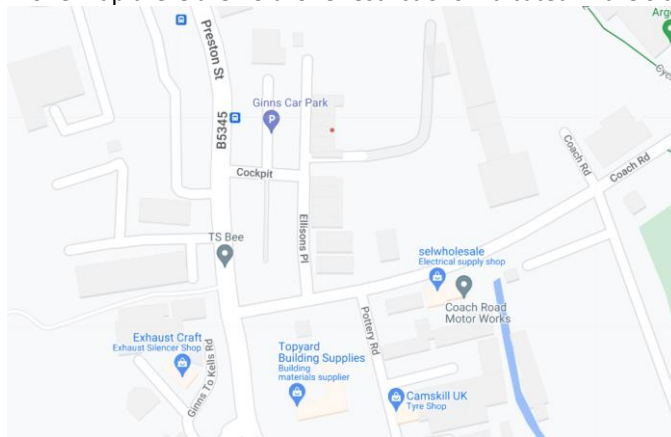 Preston St
B5345
Ginns Car Park
P
Cockpit
Ellisons Pl
TS Bee
Coach Rd
Coach Rd
selwholesale
Electrical supply shop
Coach Road
Motor Works
Pottery Rd
Exhaust Craft
Exhaust Silencer Shop
Ginns To Kells Rd
Topyard
Building Supplies
Building
materials supplier
Camskill UK
Tyre Shop